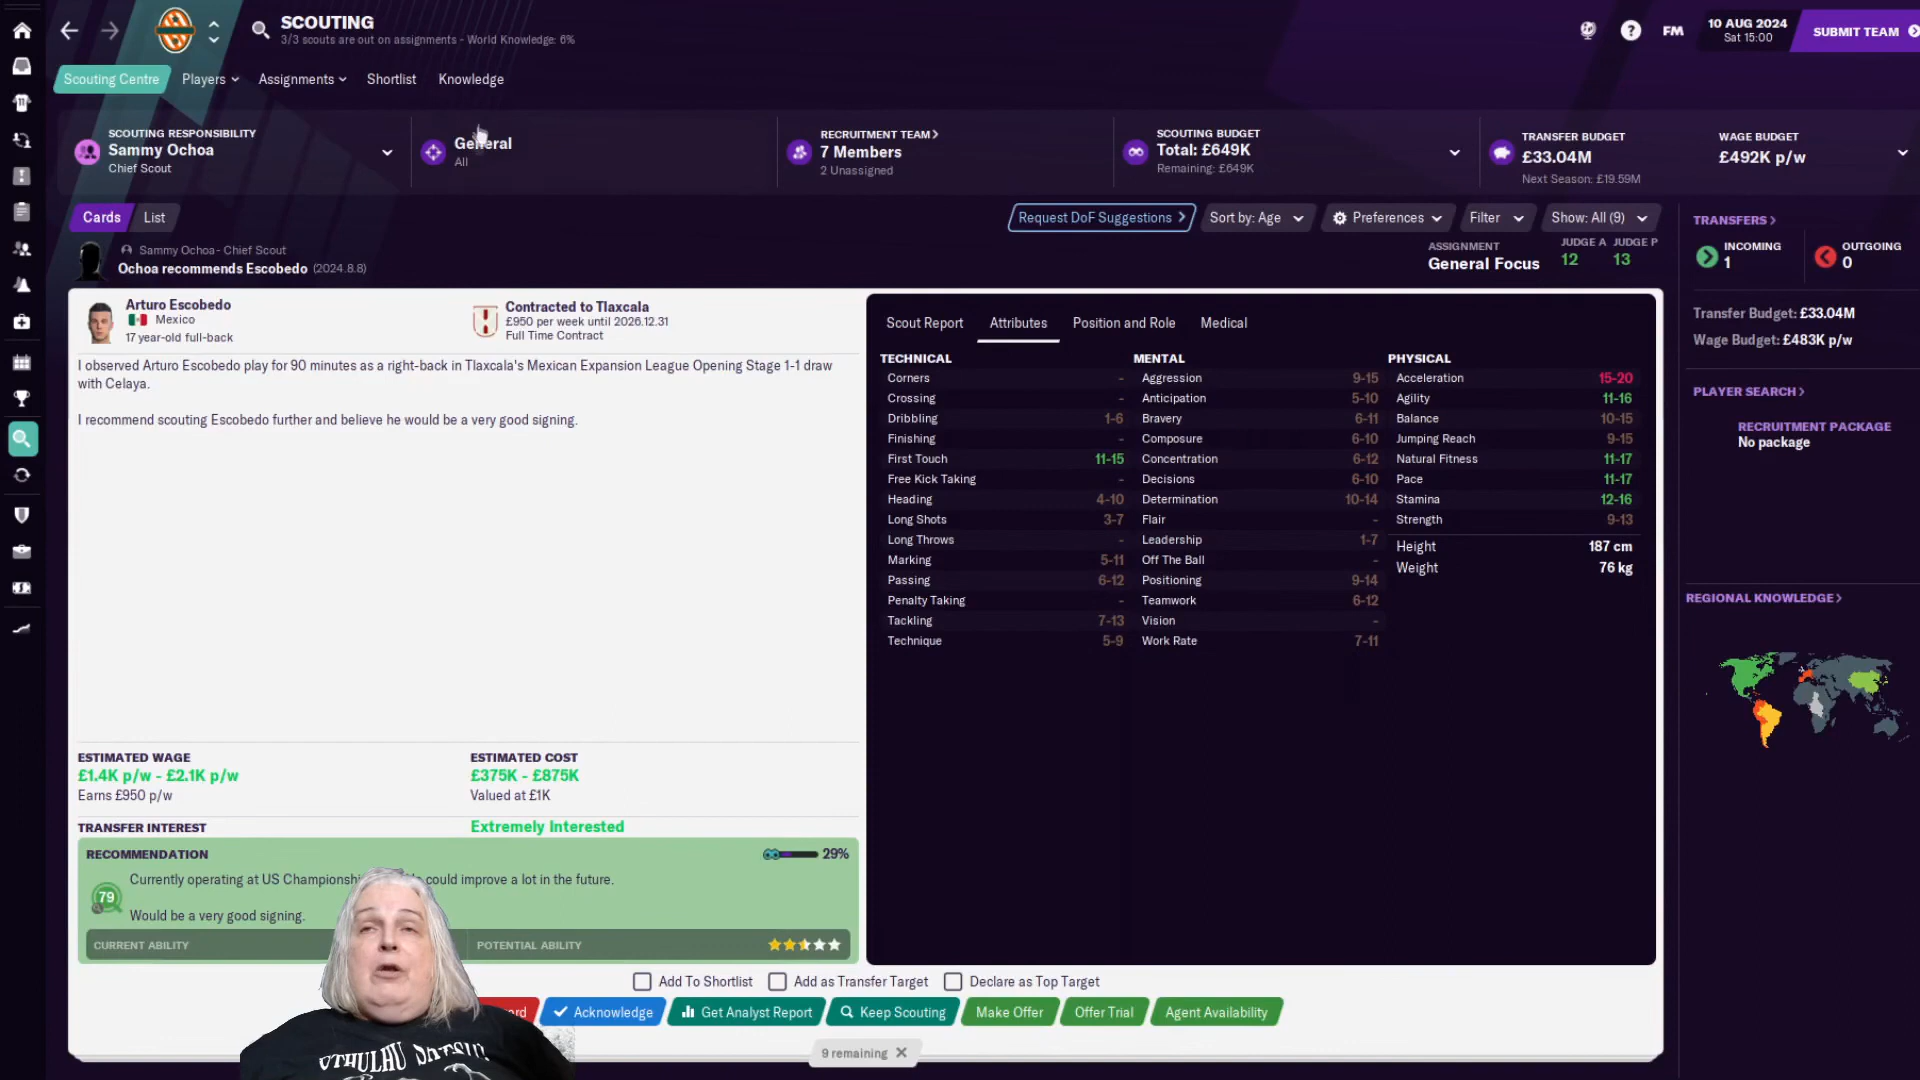 SCOUTING
3/3 scouts are out on assignments - World Knowledge: 6%
FM
10 AUG 2024
Sat 15:00
SUBMIT TEAM
Scouting Centre
Players
Assignments
Shortlist
Knowledge
SCOUTING RESPONSIBILITY
Sammy Ochoa
Chief Scout
General
All
RECRUITMENT TEAM
7 Members
2 Unassigned
SCOUTING BUDGET
Total: £649K
Remaining: £649K
TRANSFER BUDGET
£33.04M
Next Season: £19.59M
WAGE BUDGET
£492K p/w
Cards
List
Request DoF Suggestions
Sort by: Age
Preferences
Filter
Show: All (9)
Sammy Ochoa- Chief Scout
Ochoa recommends Escobedo (2024.8.8)
ASSIGNMENT
General Focus
JUDGE A
12
JUDGE P
13
Arturo Escobedo
Mexico
17 year-old full-back
Contracted to Tlaxcala
£950 per week until 2026.12.31
Full Time Contract
I observed Arturo Escobedo play for 90 minutes as a right-back in Tlaxcala's Mexican Expansion League Opening Stage 1-1 draw
with Celaya.
I recommend scouting Escobedo further and believe he would be a very good signing.
ESTIMATED WAGE
£1.4K p/w - £2.1K p/w
Earns £950 p/w
ESTIMATED COST
£375K - £875K
Valued at £1K
TRANSFER INTEREST
Extremely Interested
RECOMMENDATION
29%
79
Currently operating at US Championshi could improve a lot in the future.
Would be a very good signing.
CURRENT ABILITY
POTENTIAL ABILITY
Scout Report
Attributes
Position and Role
Medical
TECHNICAL
Corners -
Crossing -
Dribbling 1-6
Finishing -
First Touch 11-15
Free Kick Taking -
Heading 4-10
Long Shots 3-7
Long Throws -
Marking 5-11
Passing 6-12
Penalty Taking -
Tackling 7-13
Technique 5-9
MENTAL
Aggression 9-15
Anticipation 5-10
Bravery 6-11
Composure 6-10
Concentration 6-12
Decisions 6-10
Determination 10-14
Flair -
Leadership 1-7
Off The Ball -
Positioning 9-14
Teamwork 6-12
Vision -
Work Rate 7-11
PHYSICAL
Acceleration 15-20
Agility 11-16
Balance 10-15
Jumping Reach 9-15
Natural Fitness 11-17
Pace 11-17
Stamina 12-16
Strength 9-13
Height 187 cm
Weight 76 kg
Add To Shortlist
Add as Transfer Target
Declare as Top Target
Acknowledge
Get Analyst Report
Keep Scouting
Make Offer
Offer Trial
Agent Availability
9 remaining
TRANSFERS
INCOMING
1
OUTGOING
0
Transfer Budget: £33.04M
Wage Budget: £483K p/w
PLAYER SEARCH
RECRUITMENT PACKAGE
No package
REGIONAL KNOWLEDGE